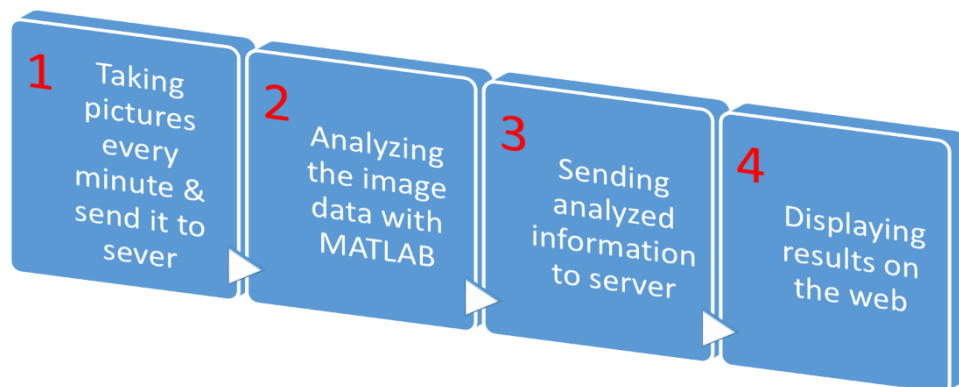 1
Taking
pictures
every
minute &
send it to
sever
2
Analyzing
the image
data with
MATLAB
3
Sending
analyzed
information
to server
4
Displaying
results on
the web